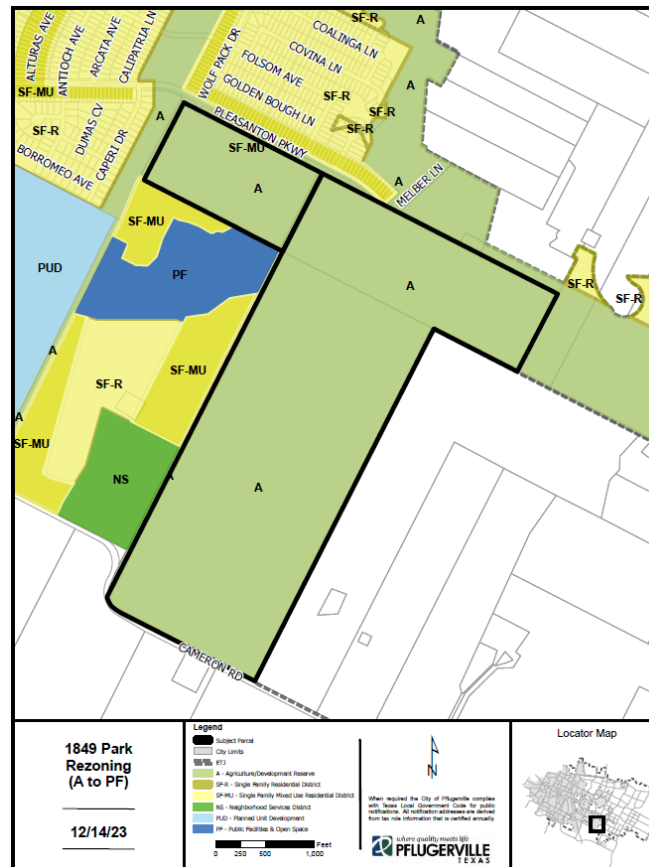 ALTURAS AVE
ANTIOCH AVE
ARCATA AVE
CALIPATRIA LN
WOLF PACK DR
COALINGA LN
COVINA LN
FOLSOM AVE
GOLDEN BOUGH LN
PLEASANTON PKWY
SF-R
A
A
SF-R
SF-R
SF-R
SF-MU
A
SF-MU
SF-R
DUMAS CV
CAPERI DR
BORROMEO AVE
A
A
MELBER LN
SF-MU
PUD
PF
A
SF-R
SF-R
A
SF-MU
SF-R
A
SF-MU
NS
A
A
CAMERON RD
1849 Park
Rezoning
(A to PF)
12/14/23
Legend
Subject Parcel
City Limits
ETJ
A - Agriculture/Development Reserve
SF-R - Single Family Residential District
SF-MU - Single Family Mixed Use Residential District
NS - Neighborhood Services District
PUD - Planned Unit Development
PF - Public Facilities & Open Space
0 250 500 1,000 Feet
N
When required the City of Pflugerville complies
with Texas Local Government Code for public
notifications. All notification addresses are derived
from tax role information that is certified annually.
where quality meets life
PFLUGERVILLE
TEXAS
Locator Map